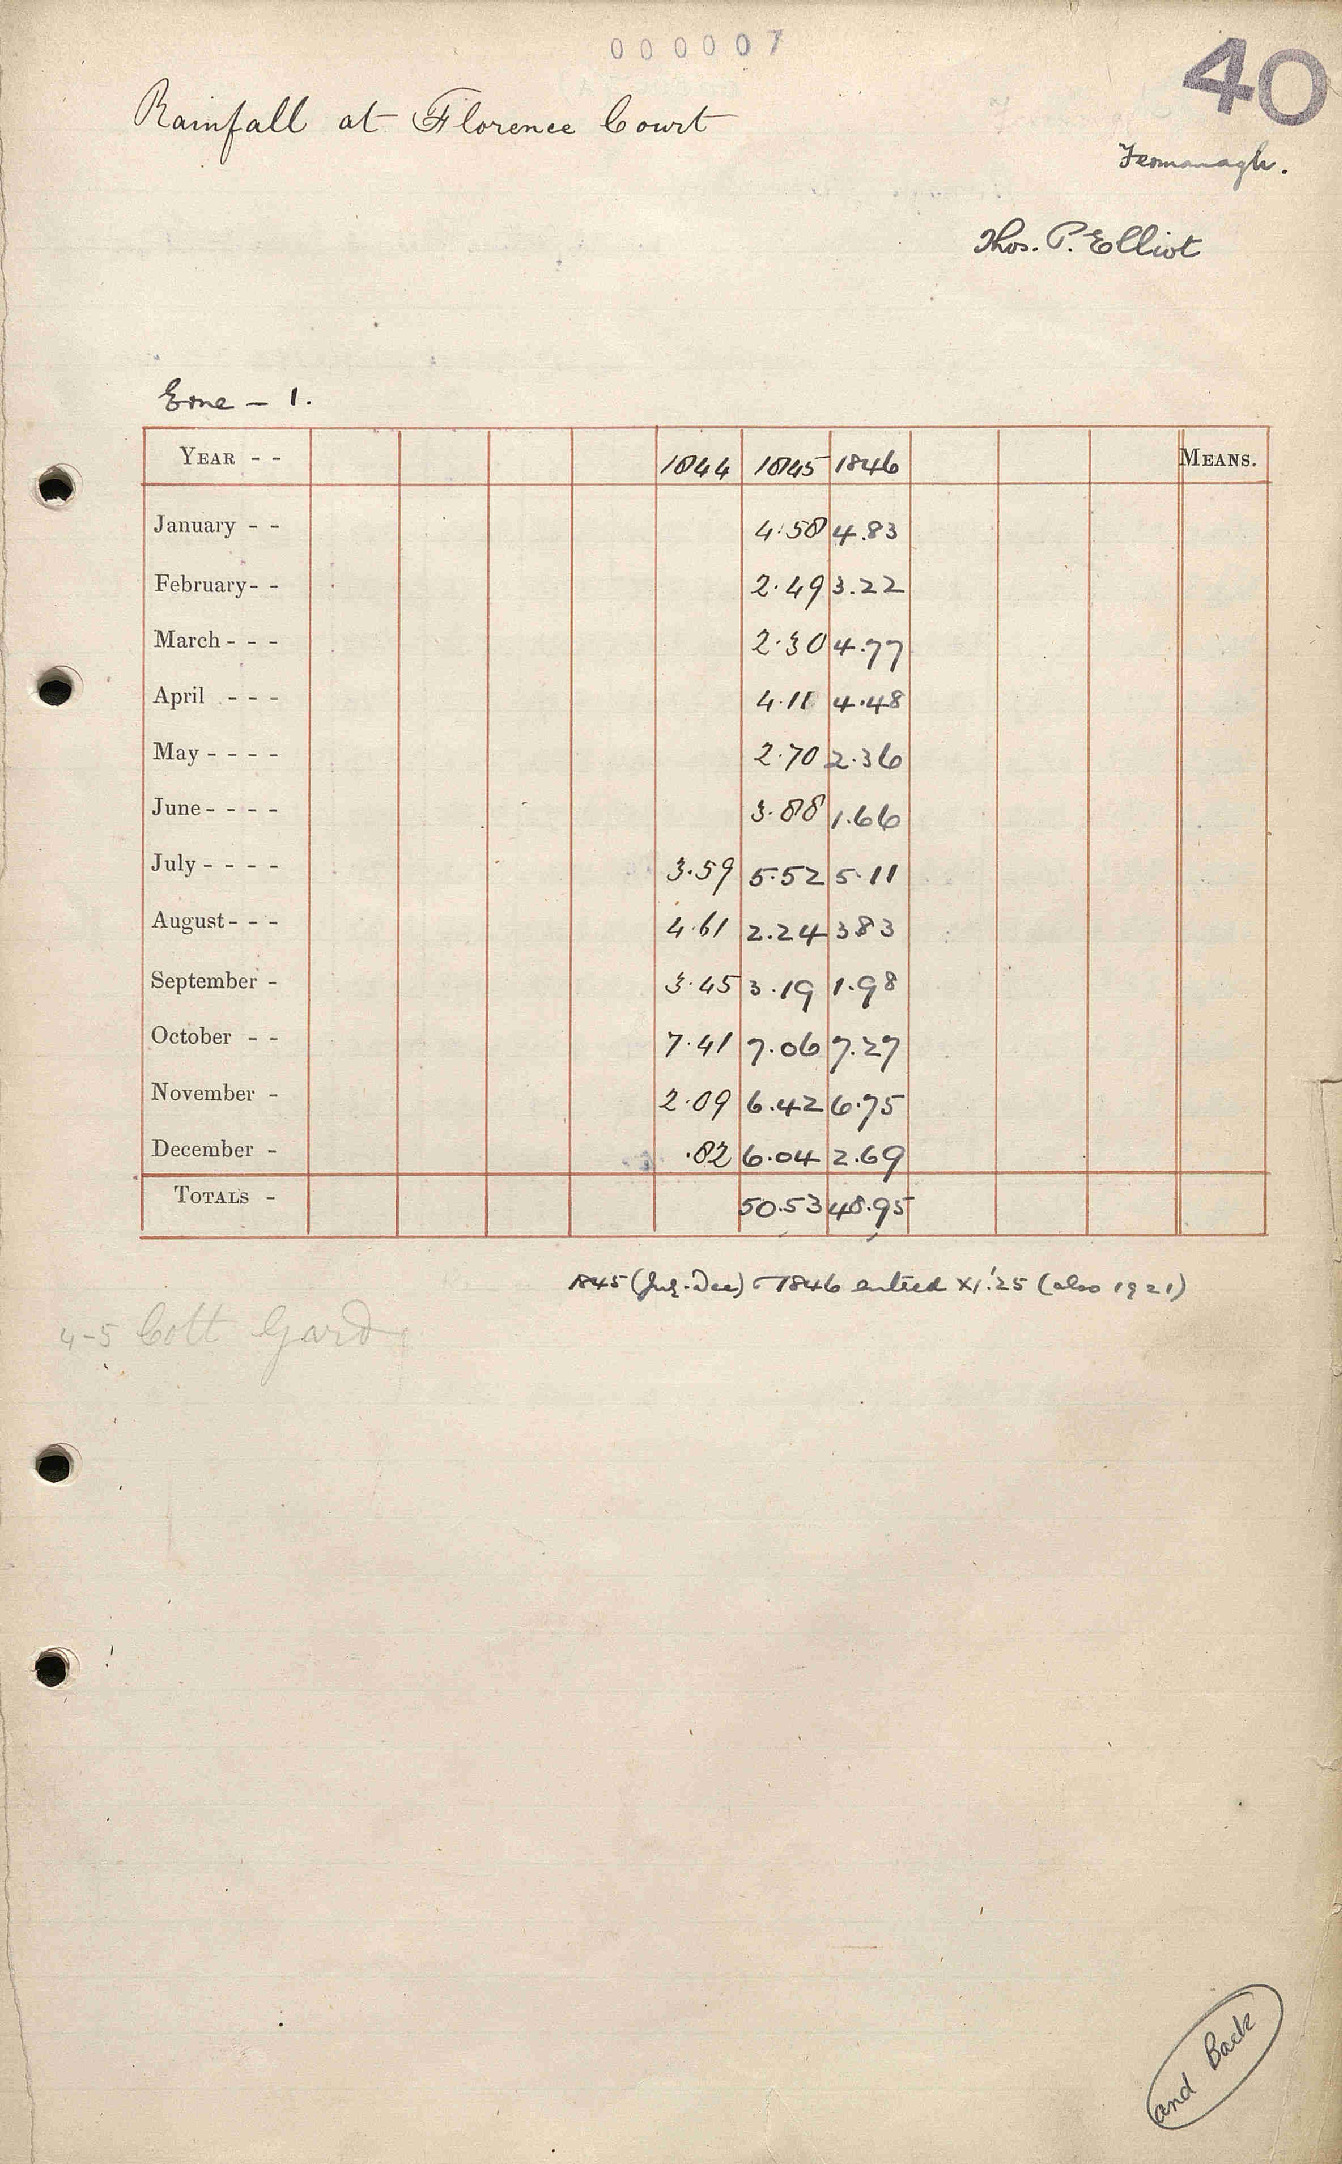 000007
40
Rainfall at Florence Court
Fermanagh.
Thos. P. Elliot
Erne - 1.
YEAR - - 1844 1845 1846 MEANS.
January - - 4.58 4.83
February - - 2.49 3.22
March - - - 2.30 4.77
April - - - 4.11 4.48
May - - - - 2.70 2.36
June - - - - 3.88 1.66
July - - - - 3.59 5.52 5.11
August - - - 4.61 2.24 3 83
September - 3.45 3.19 1.98
October - - 7.41 7.06 7.27
November - 2.09 6.42 6.75
December - .82 6.04 2.69
TOTALS - 50.53 48.95
1845 (July-Dec) 1846 entered XI.'25 (also 1921)
4-5 Cott Gard
and Back